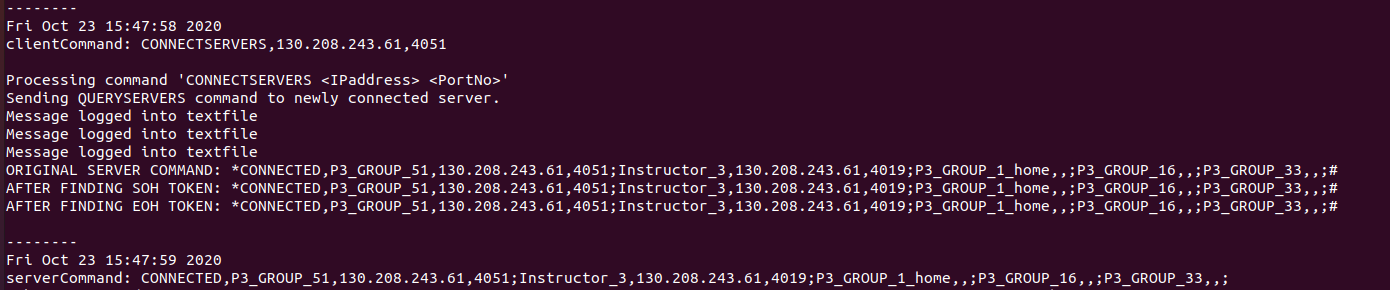 --------
Fri Oct 23 15:47:58 2020
clientCommand: CONNECTSERVERS,130.208.243.61,4051
Processing command 'CONNECTSERVERS <IPaddress> <PortNo>'
Sending QUERYSERVERS command to newly connected server.
Message logged into textfile
Message logged into textfile
Message logged into textfile
ORIGINAL SERVER COMMAND: *CONNECTED,P3_GROUP_51,130.208.243.61,4051;Instructor_3,130.208.243.61,4019;P3_GROUP_1_home,,;P3_GROUP_16,,;P3_GROUP_33,,;#
AFTER FINDING SOH TOKEN: *CONNECTED,P3_GROUP_51,130.208.243.61,4051;Instructor_3,130.208.243.61,4019;P3_GROUP_1_home,,;P3_GROUP_16,,;P3_GROUP_33,,;#
AFTER FINDING EOH TOKEN: *CONNECTED,P3_GROUP_51,130.208.243.61,4051;Instructor_3,130.208.243.61,4019;P3_GROUP_1_home,,;P3_GROUP_16,,;P3_GROUP_33,,;#
--------
Fri Oct 23 15:47:59 2020
serverCommand: CONNECTED,P3_GROUP_51,130.208.243.61,4051;Instructor_3,130.208.243.61,4019;P3_GROUP_1_home,,;P3_GROUP_16,,;P3_GROUP_33,,;